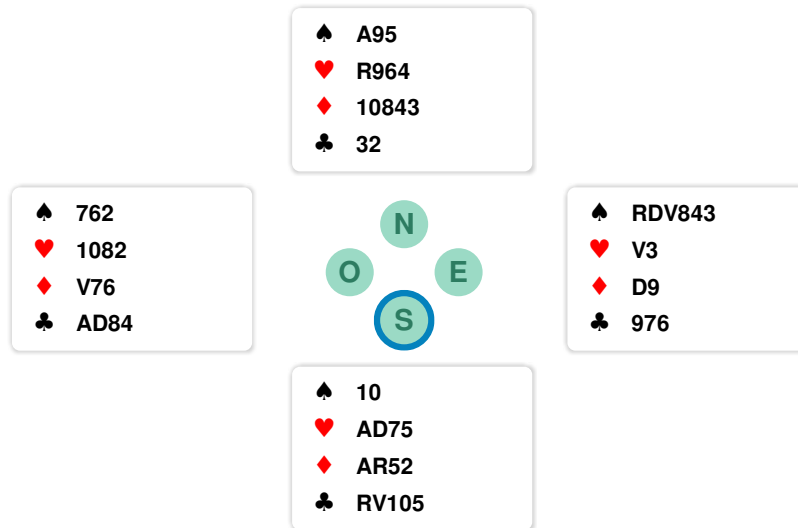 ♠ A95
♥ R964
♦ 10843
♣ 32
♠ 762
♥ 1082
♦ V76
♣ AD84
N
O E
S
♠ RDV843
♥ V3
♦ D9
♣ 976
♠ 10
♥ AD75
♦ AR52
♣ RV105